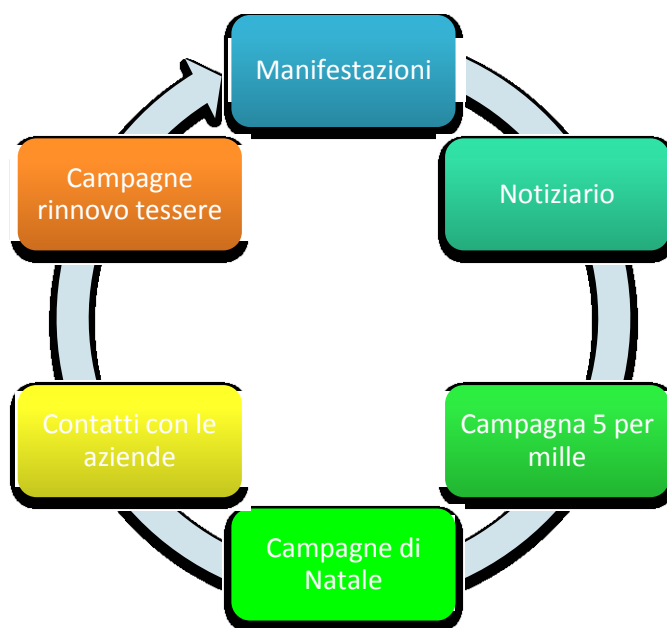 Manifestazioni
Notiziario
Campagna 5 per
mille
Campagne di
Natale
Contatti con le
aziende
Campagne
rinnovo tessere